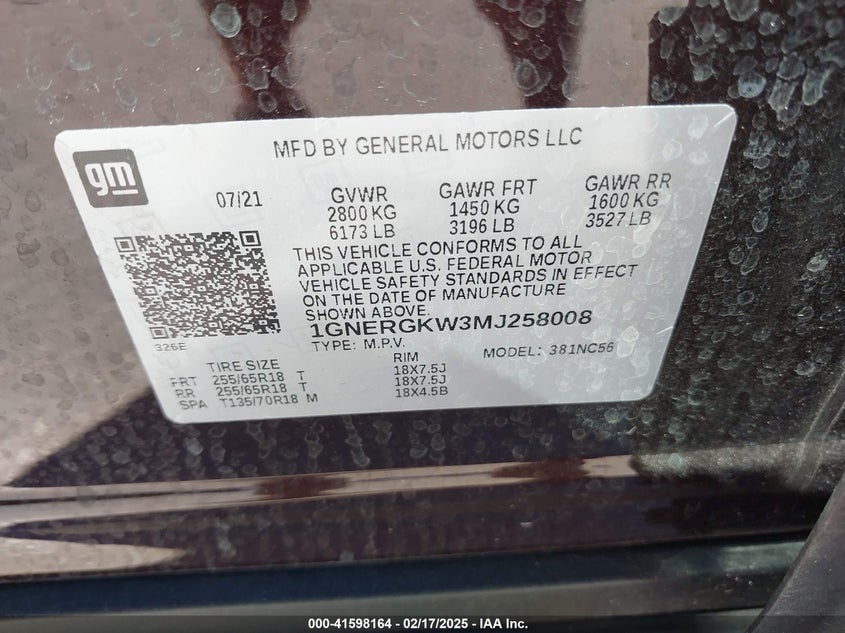 MFD BY GENERAL MOTORS LLC
gm
07/21
GVWR
2800 KG
6173 LB
GAWR FRT
1450 KG
3196 LB
GAWR RR
1600 KG
3527 LB
THIS VEHICLE CONFORMS TO ALL
APPLICABLE U.S. FEDERAL MOTOR
VEHICLE SAFETY STANDARDS IN EFFECT
ON THE DATE OF MANUFACTURE
SHOWN ABOVE.
1GNERGKW3MJ258008
326E
TYPE: M.P.V. MODEL: 381NC56
TIRE SIZE RIM
FRT 255/65R18 T 18X7.5J
RR 255/65R18 T 18X7.5J
SPA T135/70R18 M 18X4.5B
000-41598164 - 02/17/2025 - IAA Inc.